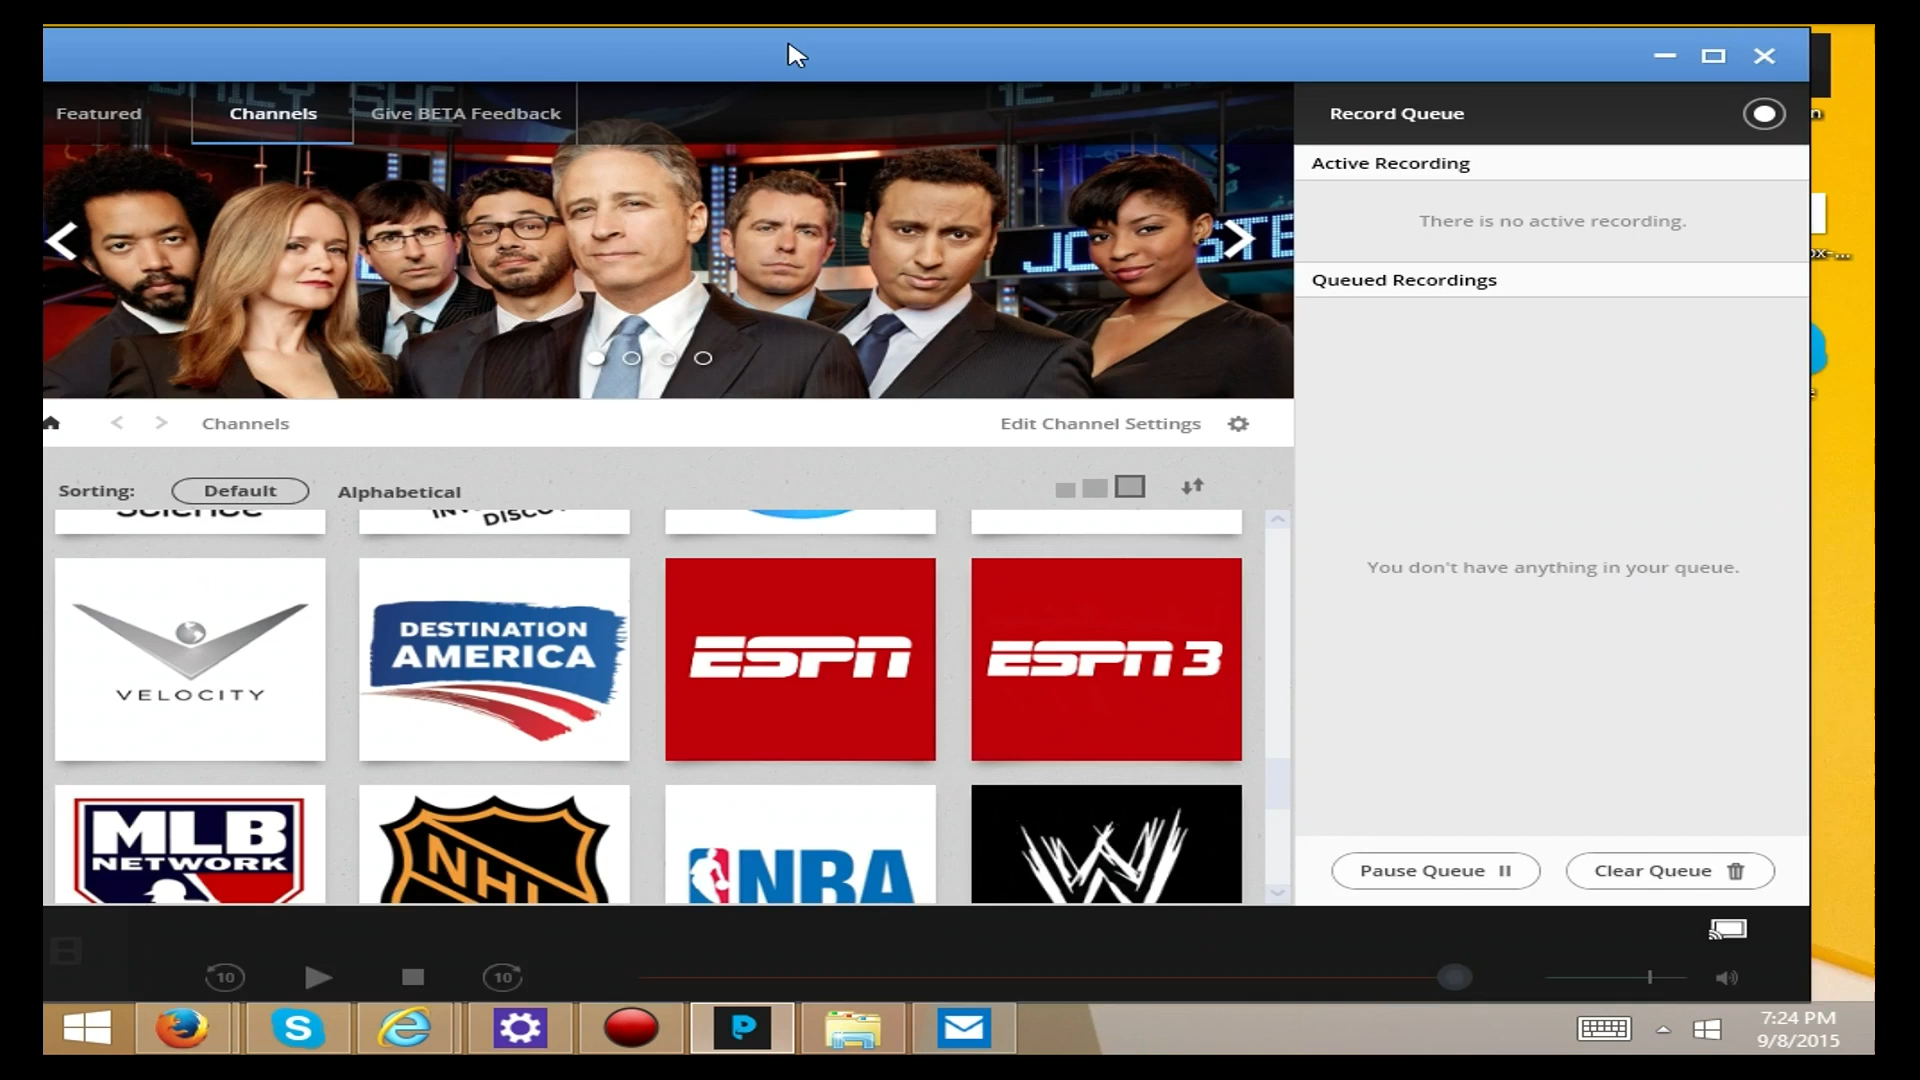 Featured
Channels
Give BETA Feedback
Record Queue
Active Recording
There is no active recording.
Queued Recordings
Channels
Edit Channel Settings
Sorting:
Default
Alphabetical
Science
DISCO
VELOCITY
DESTINATION
AMERICA
ESPN
ESPN 3
You don't have anything in your queue.
MLB
NETWORK
NHL
NBA
W
Pause Queue
Clear Queue
10
10
7:24 PM
9/8/2015